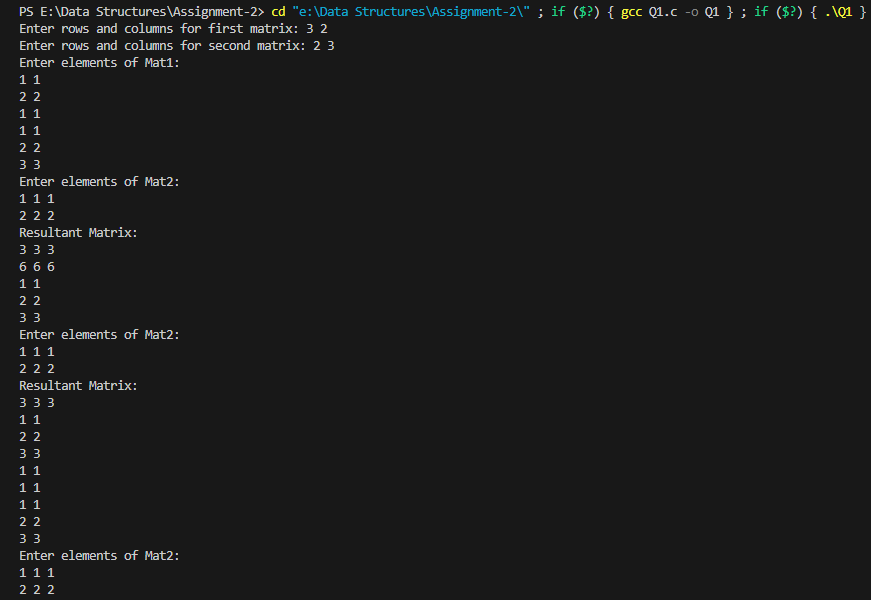 PS E:\Data Structures\Assignment-2> cd "e:\Data Structures\Assignment-2\" ; if ($?) { gcc Q1.c -o Q1 } ; if ($?) { .\Q1 }
Enter rows and columns for first matrix: 3 2
Enter rows and columns for second matrix: 2 3
Enter elements of Mat1:
1 1
2 2
1 1
1 1
2 2
3 3
Enter elements of Mat2:
1 1 1
2 2 2
Resultant Matrix:
3 3 3
6 6 6
1 1
2 2
3 3
Enter elements of Mat2:
1 1 1
2 2 2
Resultant Matrix:
3 3 3
1 1
2 2
3 3
1 1
1 1
1 1
2 2
3 3
Enter elements of Mat2:
1 1 1
2 2 2